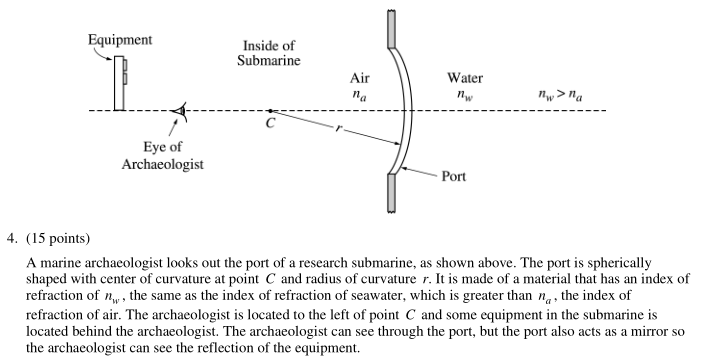 Equipment
Inside of
Submarine
Air
nₐ
Water
n_w
n_w > nₐ
C
r
Eye of
Archaeologist
Port
4. (15 points)
A marine archaeologist looks out the port of a research submarine, as shown above. The port is spherically
shaped with center of curvature at point C and radius of curvature r. It is made of a material that has an index of
refraction of n_w, the same as the index of refraction of seawater, which is greater than nₐ, the index of
refraction of air. The archaeologist is located to the left of point C and some equipment in the submarine is
located behind the archaeologist. The archaeologist can see through the port, but the port also acts as a mirror so
the archaeologist can see the reflection of the equipment.